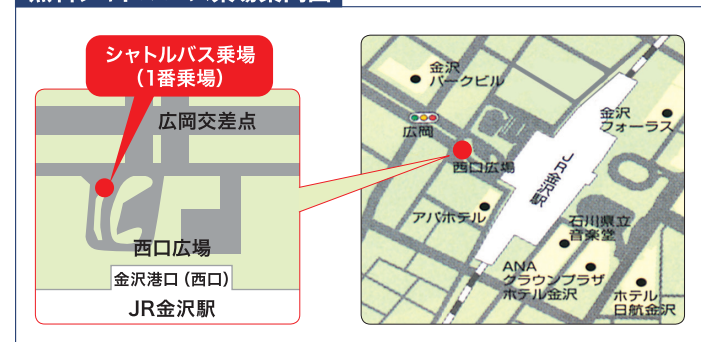 シャトルバス乗場
（1番乗場）
広岡交差点
西口広場
金沢港口（西口）
JR金沢駅
金沢
パークビル
広岡
西口広場
JR金沢駅
金沢
フォーラス
アパホテル
石川県立
音楽堂
ANA
クラウンプラザ
ホテル金沢
ホテル
日航金沢